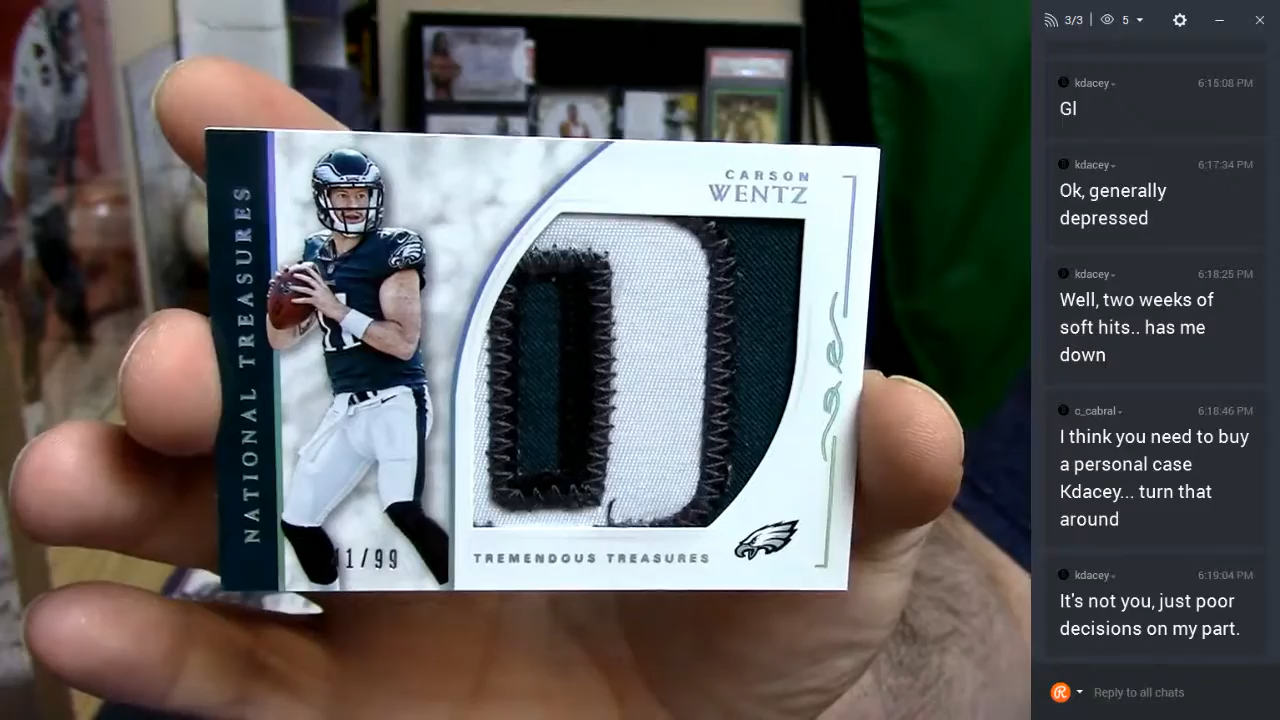 NATIONAL TREASURES
CARSON
WENTZ
TREMENDOUS TREASURES
3/3
5
kdacey
6:15:08 PM
Gl
kdacey
6:17:34 PM
Ok, generally
depressed
kdacey
6:18:25 PM
Well, two weeks of
soft hits.. has me
down
c_cabral
6:18:46 PM
I think you need to buy
a personal case
Kdacey... turn that
around
kdacey
6:19:04 PM
It's not you, just poor
decisions on my part.
Reply to all chats